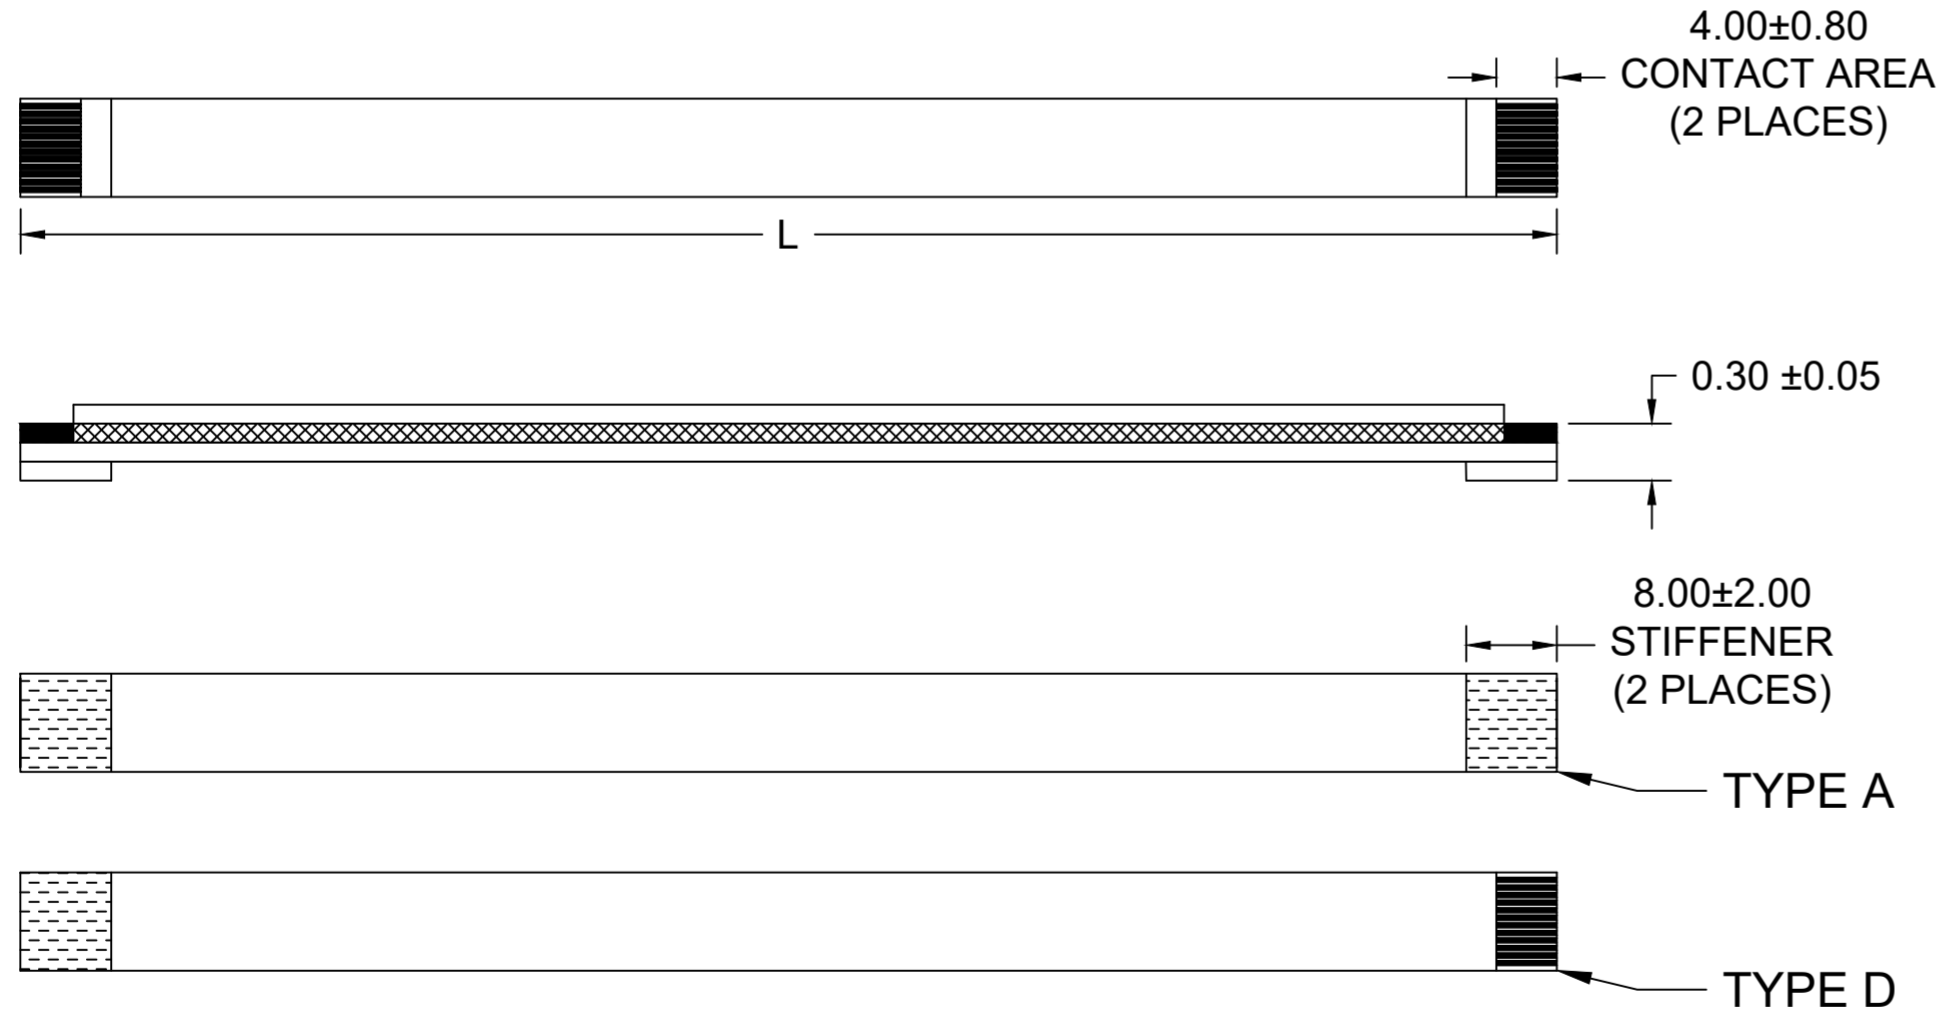 4.00±0.80
CONTACT AREA
(2 PLACES)
L
0.30 ±0.05
8.00±2.00
STIFFENER
(2 PLACES)
TYPE A
TYPE D